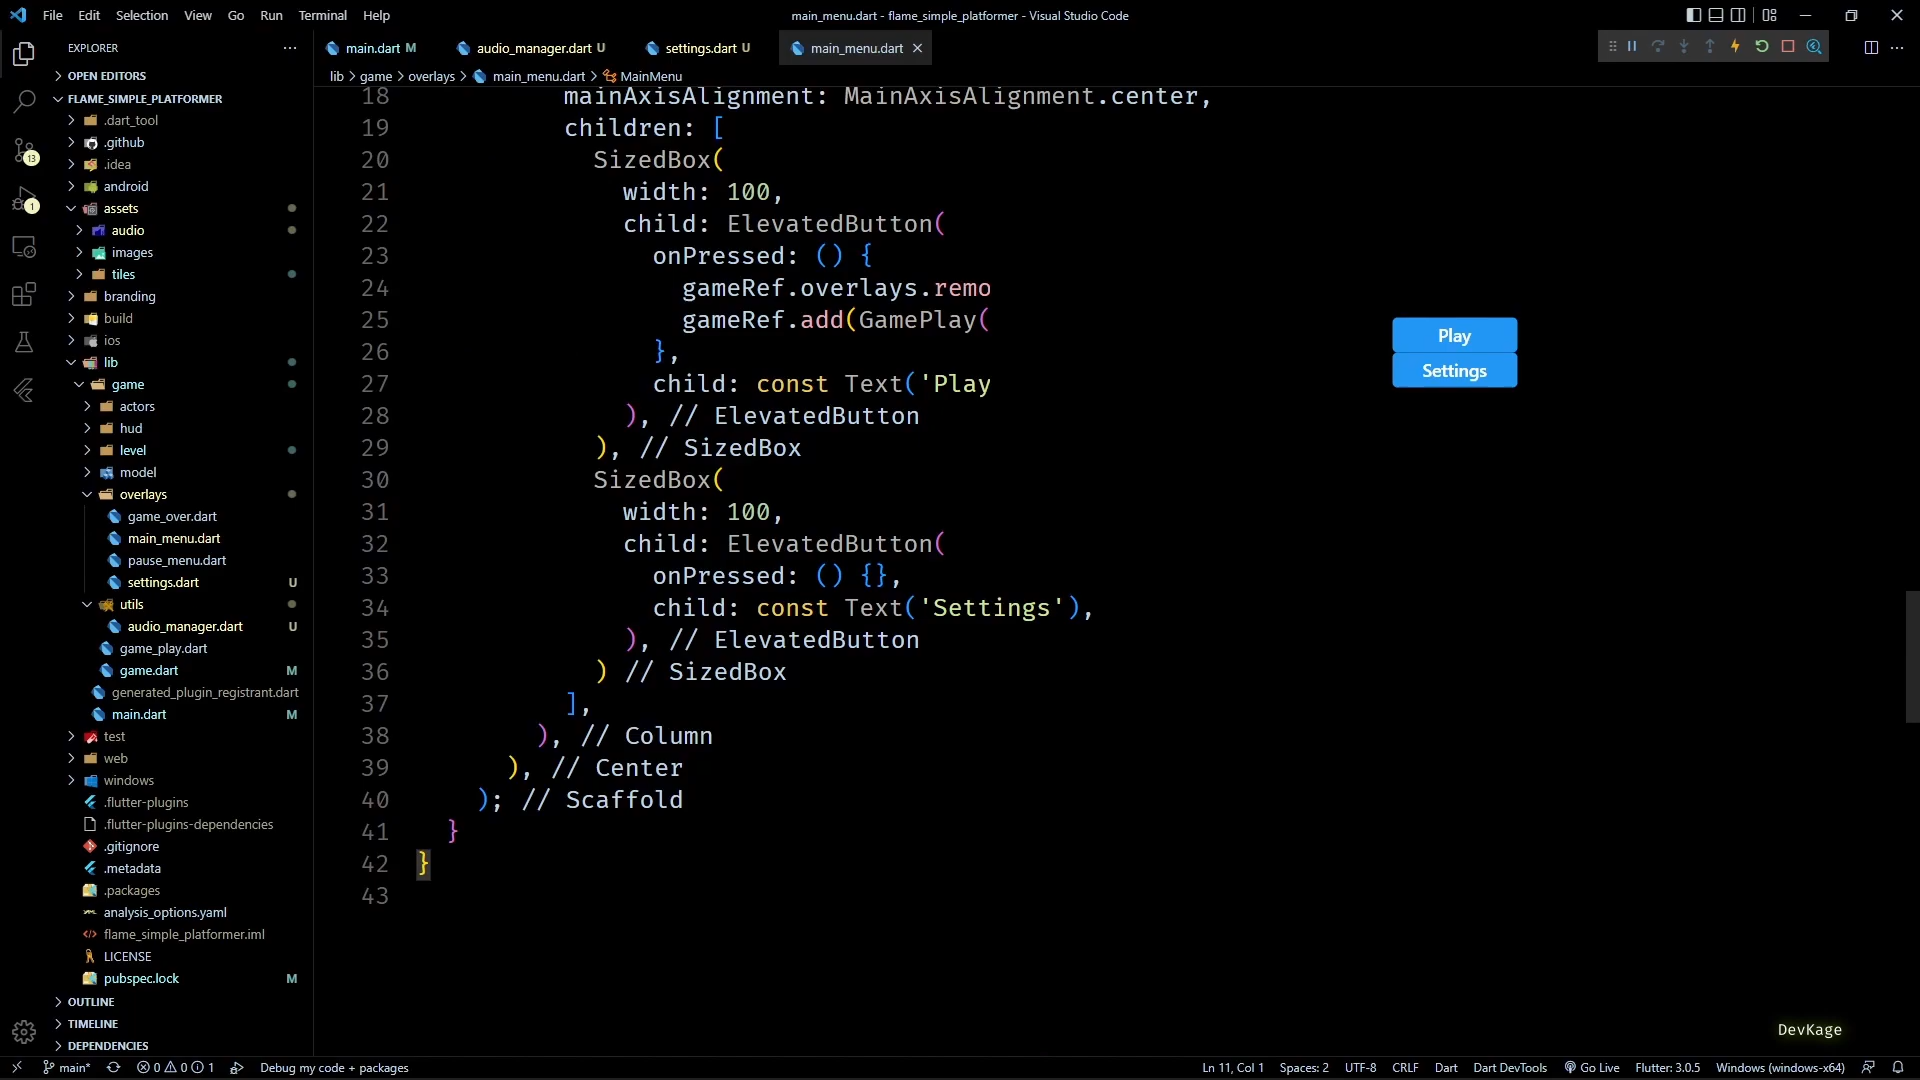 File Edit Selection View Go Run Terminal Help
main_menu.dart - flame_simple_platformer - Visual Studio Code
EXPLORER
main.dart M
audio_manager.dart U
settings.dart U
main_menu.dart
OPEN EDITORS
lib > game > overlays > main_menu.dart > MainMenu
FLAME_SIMPLE_PLATFORMER
.dart_tool
.github
.idea
android
assets
audio
images
tiles
branding
build
ios
lib
game
actors
hud
level
model
overlays
game_over.dart
main_menu.dart
pause_menu.dart
settings.dart U
utils
audio_manager.dart U
game_play.dart
game.dart M
generated_plugin_registrant.dart
main.dart M
test
web
windows
.flutter-plugins
.flutter-plugins-dependencies
.gitignore
.metadata
.packages
analysis_options.yaml
flame_simple_platformer.iml
LICENSE
pubspec.lock M
OUTLINE
TIMELINE
DEPENDENCIES
13
1
18 mainAxisAlignment: MainAxisAlignment.center,
19 children: [
20 SizedBox(
21 width: 100,
22 child: ElevatedButton(
23 onPressed: () {
24 gameRef.overlays.remo
25 gameRef.add(GamePlay(
26 },
27 child: const Text('Play
28 ), // ElevatedButton
29 ), // SizedBox
30 SizedBox(
31 width: 100,
32 child: ElevatedButton(
33 onPressed: () {},
34 child: const Text('Settings'),
35 ), // ElevatedButton
36 ) // SizedBox
37 ],
38 ), // Column
39 ), // Center
40 ); // Scaffold
41 }
42 }
43
Play
Settings
DevKage
main* 0 0 1 Debug my code + packages
Ln 11, Col 1 Spaces: 2 UTF-8 CRLF Dart Dart DevTools Go Live Flutter: 3.0.5 Windows (windows-x64)